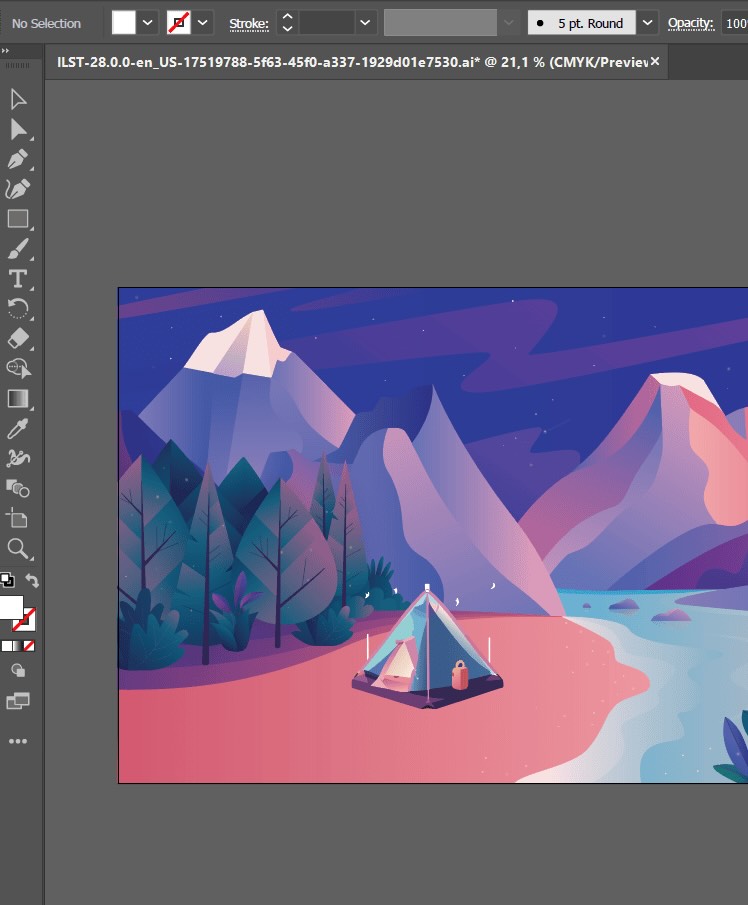 No Selection Stroke: 5 pt. Round Opacity: 100
ILST-28.0.0-en_US-17519788-5f63-45f0-a337-1929d01e7530.ai* @ 21,1 % (CMYK/Preview